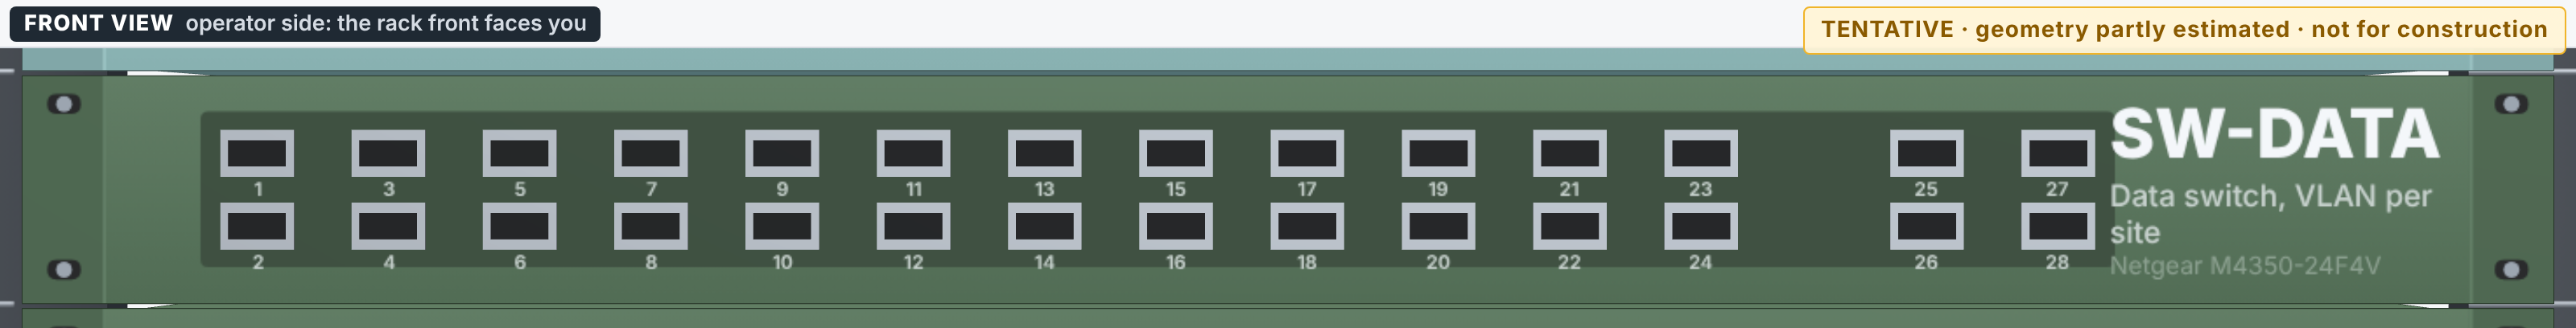 FRONT VIEW operator side: the rack front faces you
TENTATIVE · geometry partly estimated · not for construction
SW-DATA
1 3 5 7 9 11 13 15 17 19 21 23 25 27
Data switch, VLAN per
site
2 4 6 8 10 12 14 16 18 20 22 24 26 28
Netgear M4350-24F4V